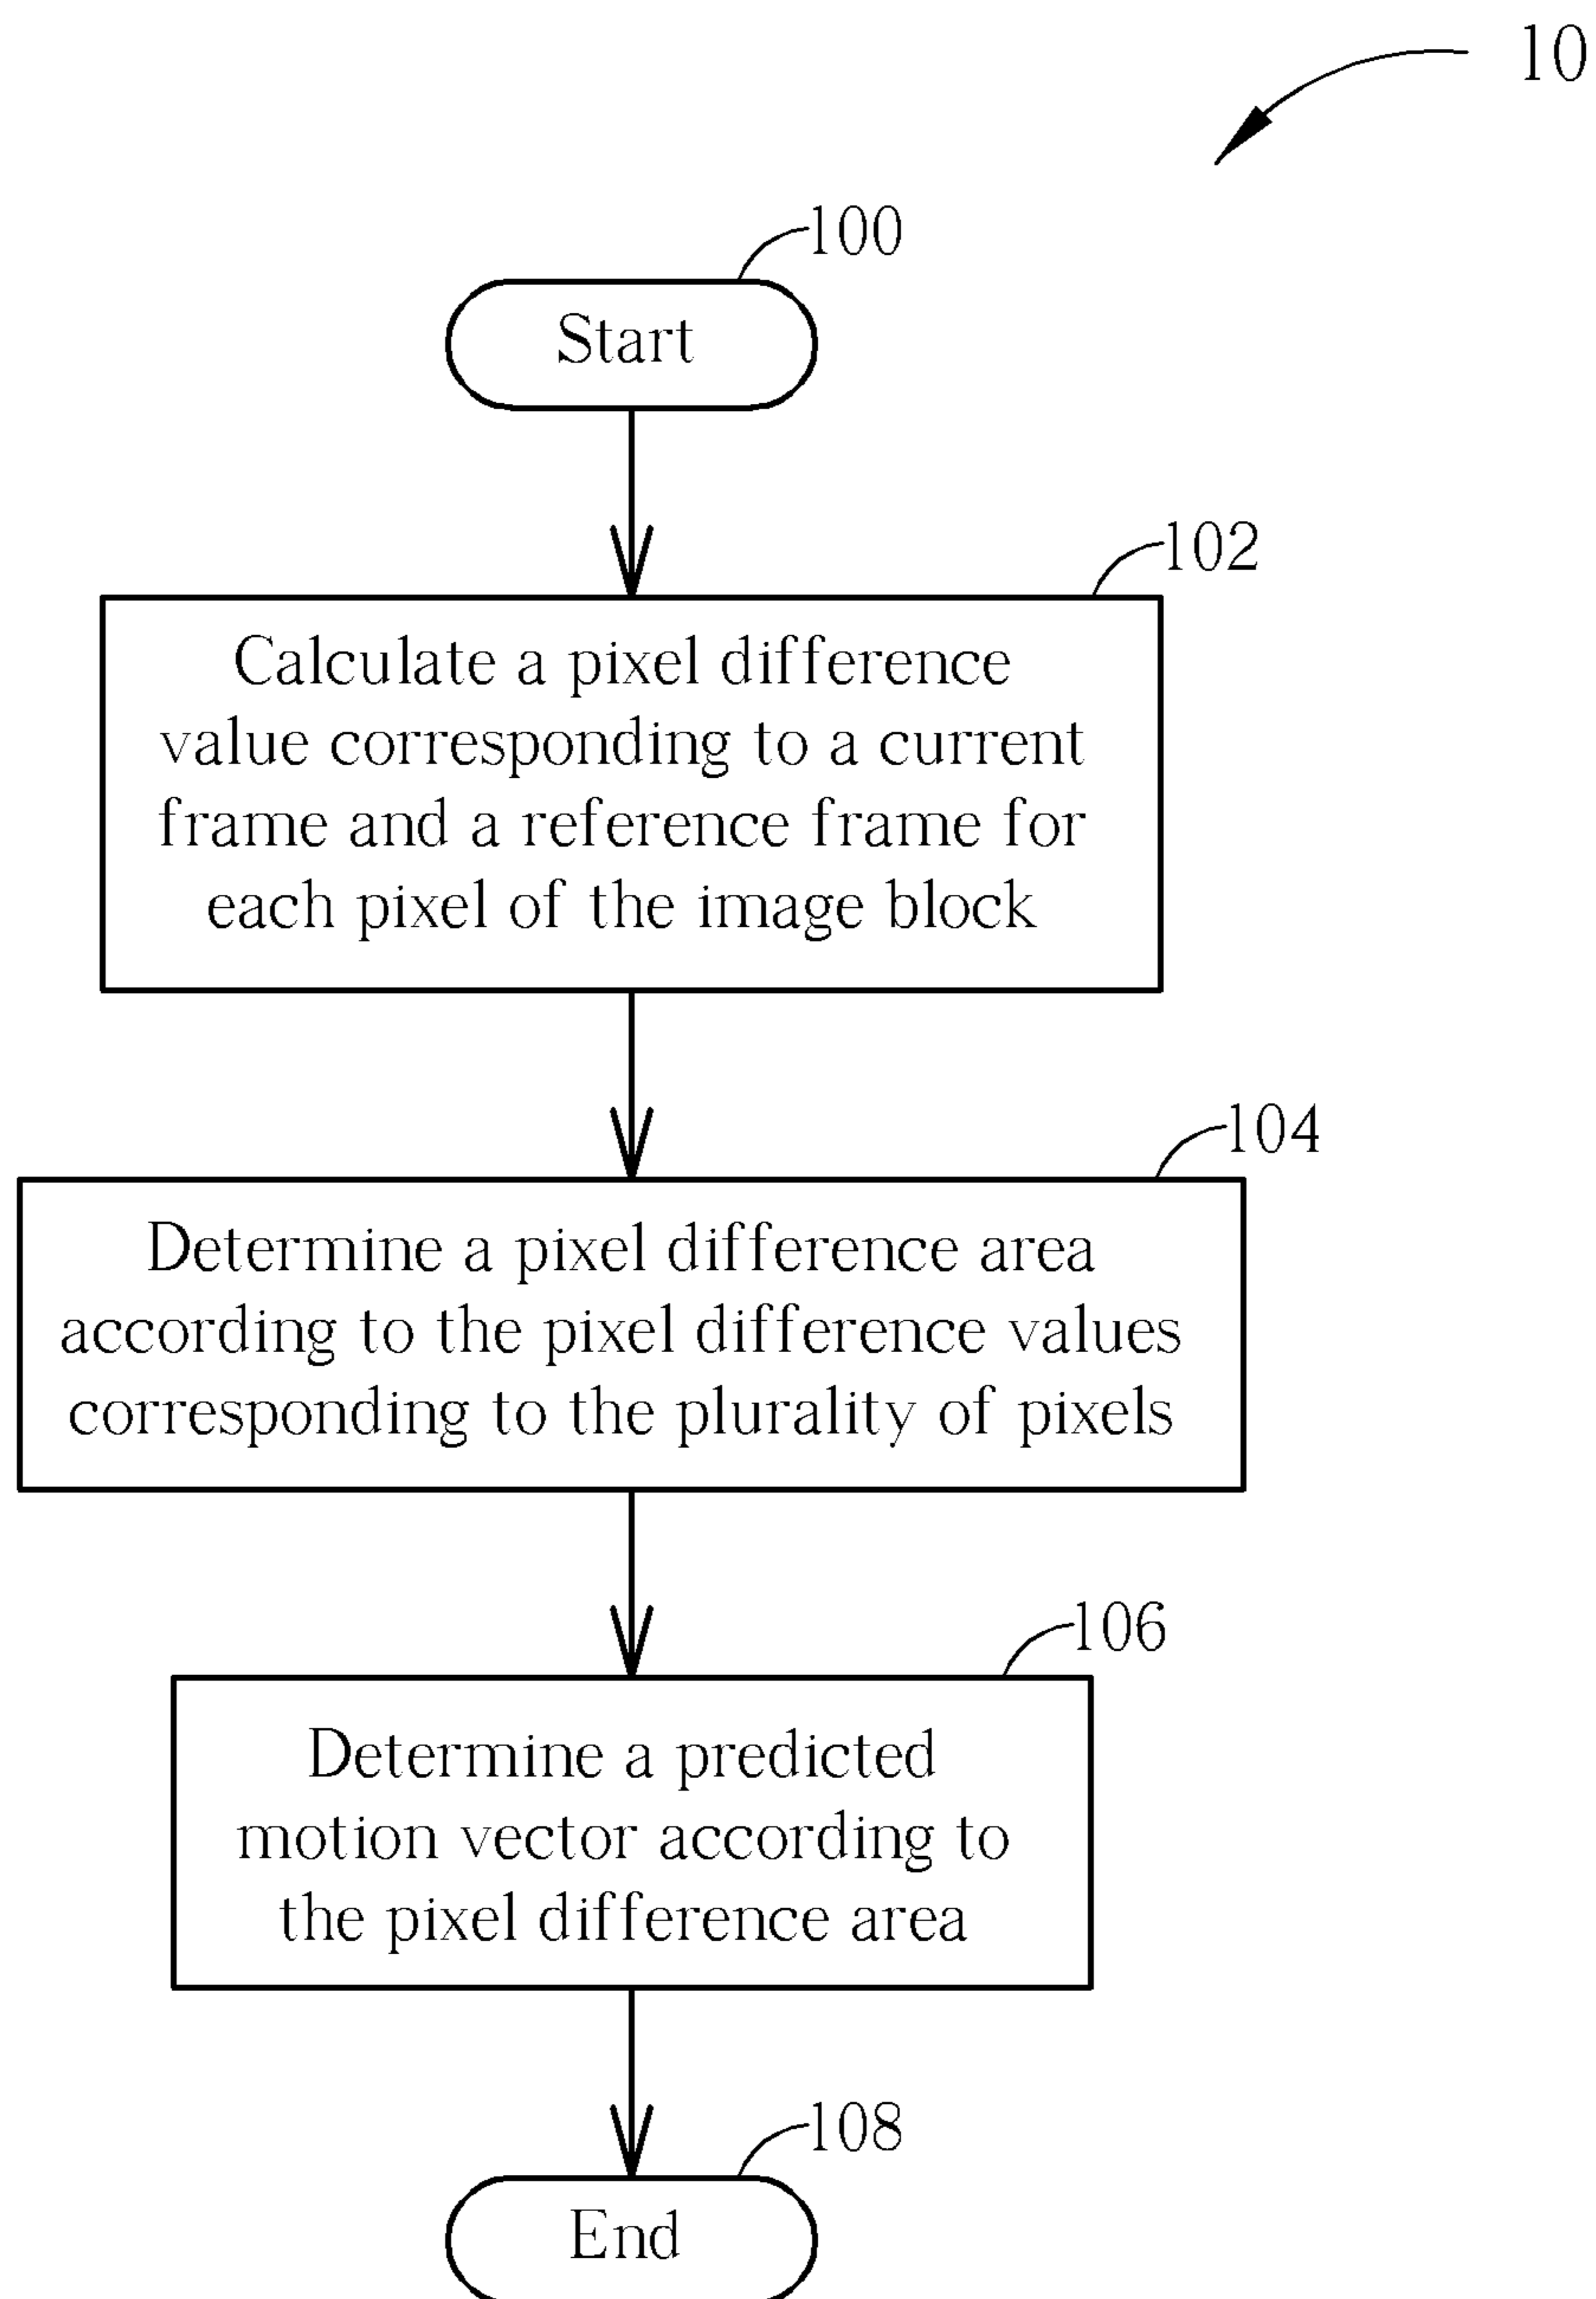 10
100
Start
102
Calculate a pixel difference
value corresponding to a current
frame and a reference frame for
each pixel of the image block
104
Determine a pixel difference area
according to the pixel difference values
corresponding to the plurality of pixels
106
Determine a predicted
motion vector according to
the pixel difference area
108
End